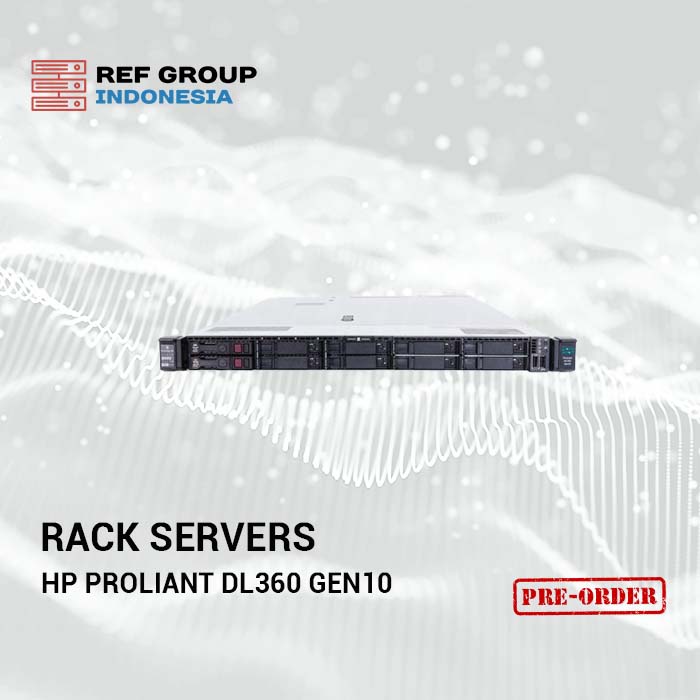 REF GROUP
INDONESIA
RACK SERVERS
HP PROLIANT DL360 GEN10
PRE-ORDER